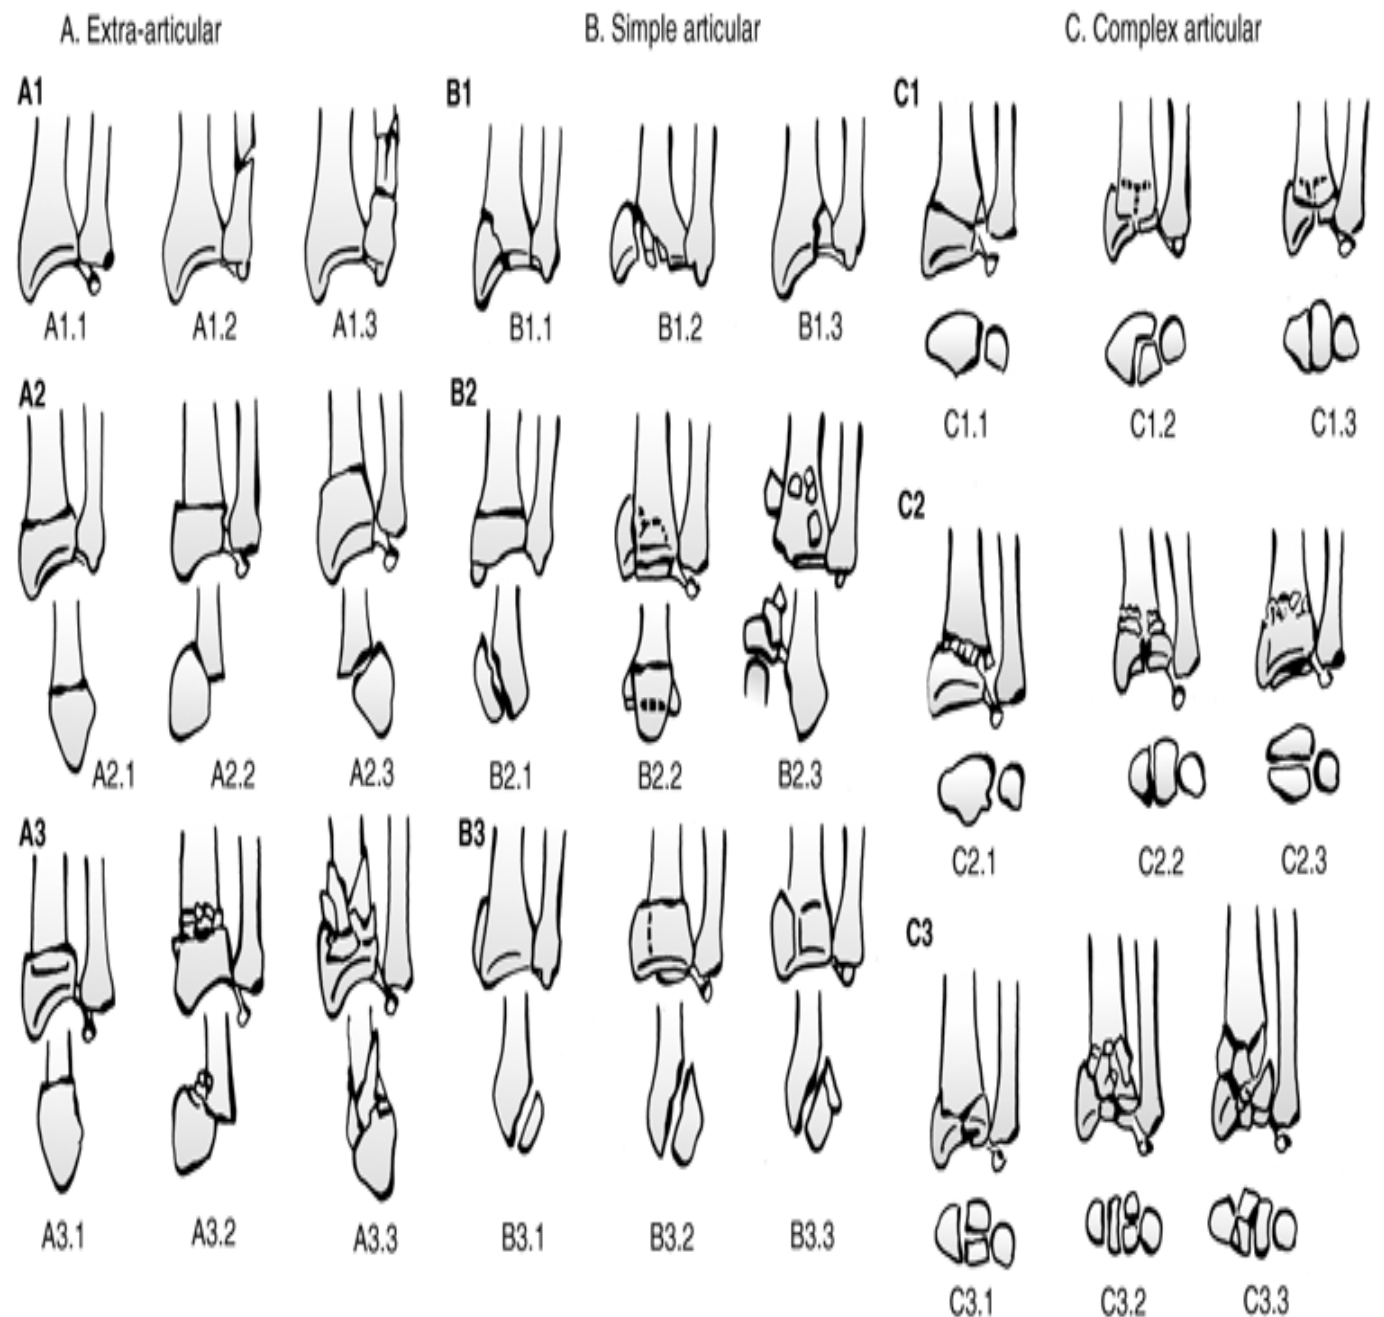 A. Extra-articular
B. Simple articular
C. Complex articular
A1
A1.1
A1.2
A1.3
A2
A2.1
A2.2
A2.3
A3
A3.1
A3.2
A3.3
B1
B1.1
B1.2
B1.3
B2
B2.1
B2.2
B2.3
B3
B3.1
B3.2
B3.3
C1
C1.1
C1.2
C1.3
C2
C2.1
C2.2
C2.3
C3
C3.1
C3.2
C3.3